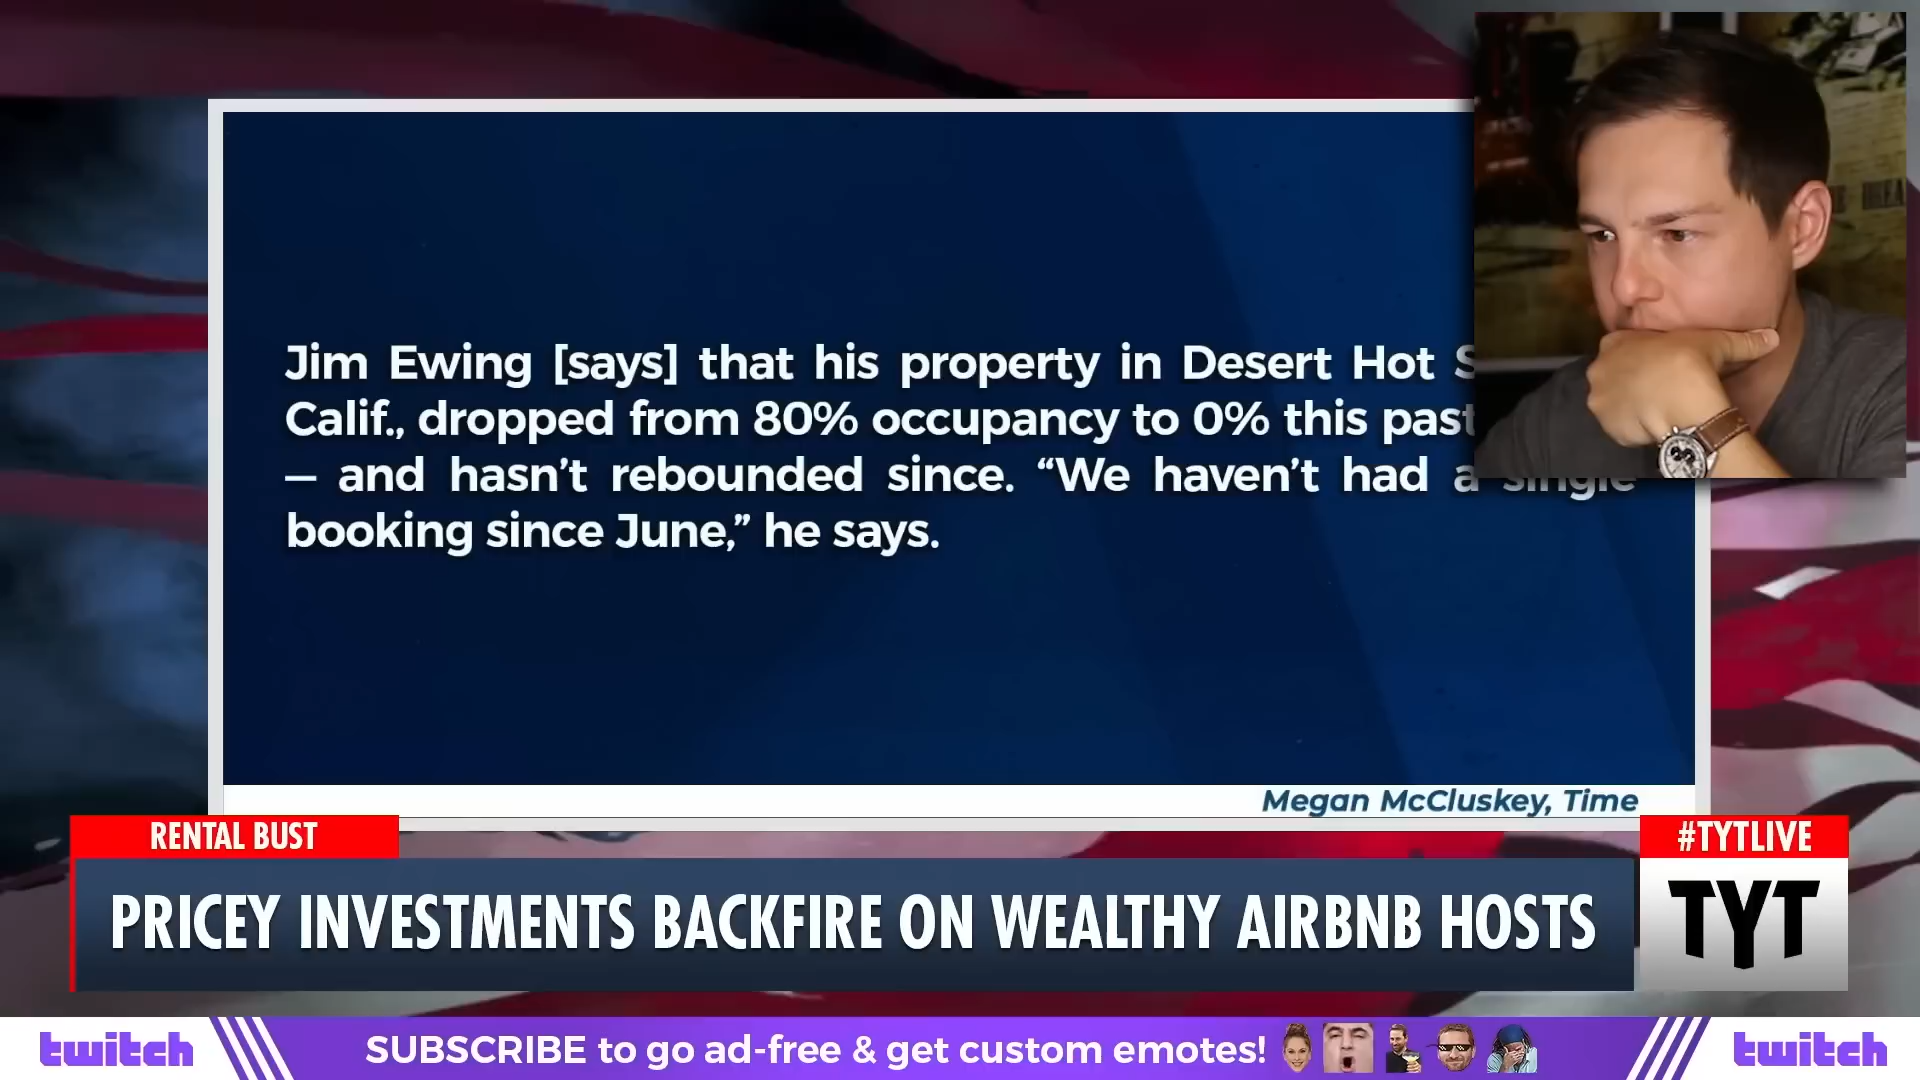 Jim Ewing [says] that his property in Desert Hot
Calif., dropped from 80% occupancy to 0% this past
— and hasn't rebounded since. “We haven't had a single
booking since June,” he says.
Megan McCluskey, Time
RENTAL BUST
#TYTLIVE
PRICEY INVESTMENTS BACKFIRE ON WEALTHY AIRBNB HOSTS
TYT
twitch
SUBSCRIBE to go ad-free & get custom emotes!
twitch